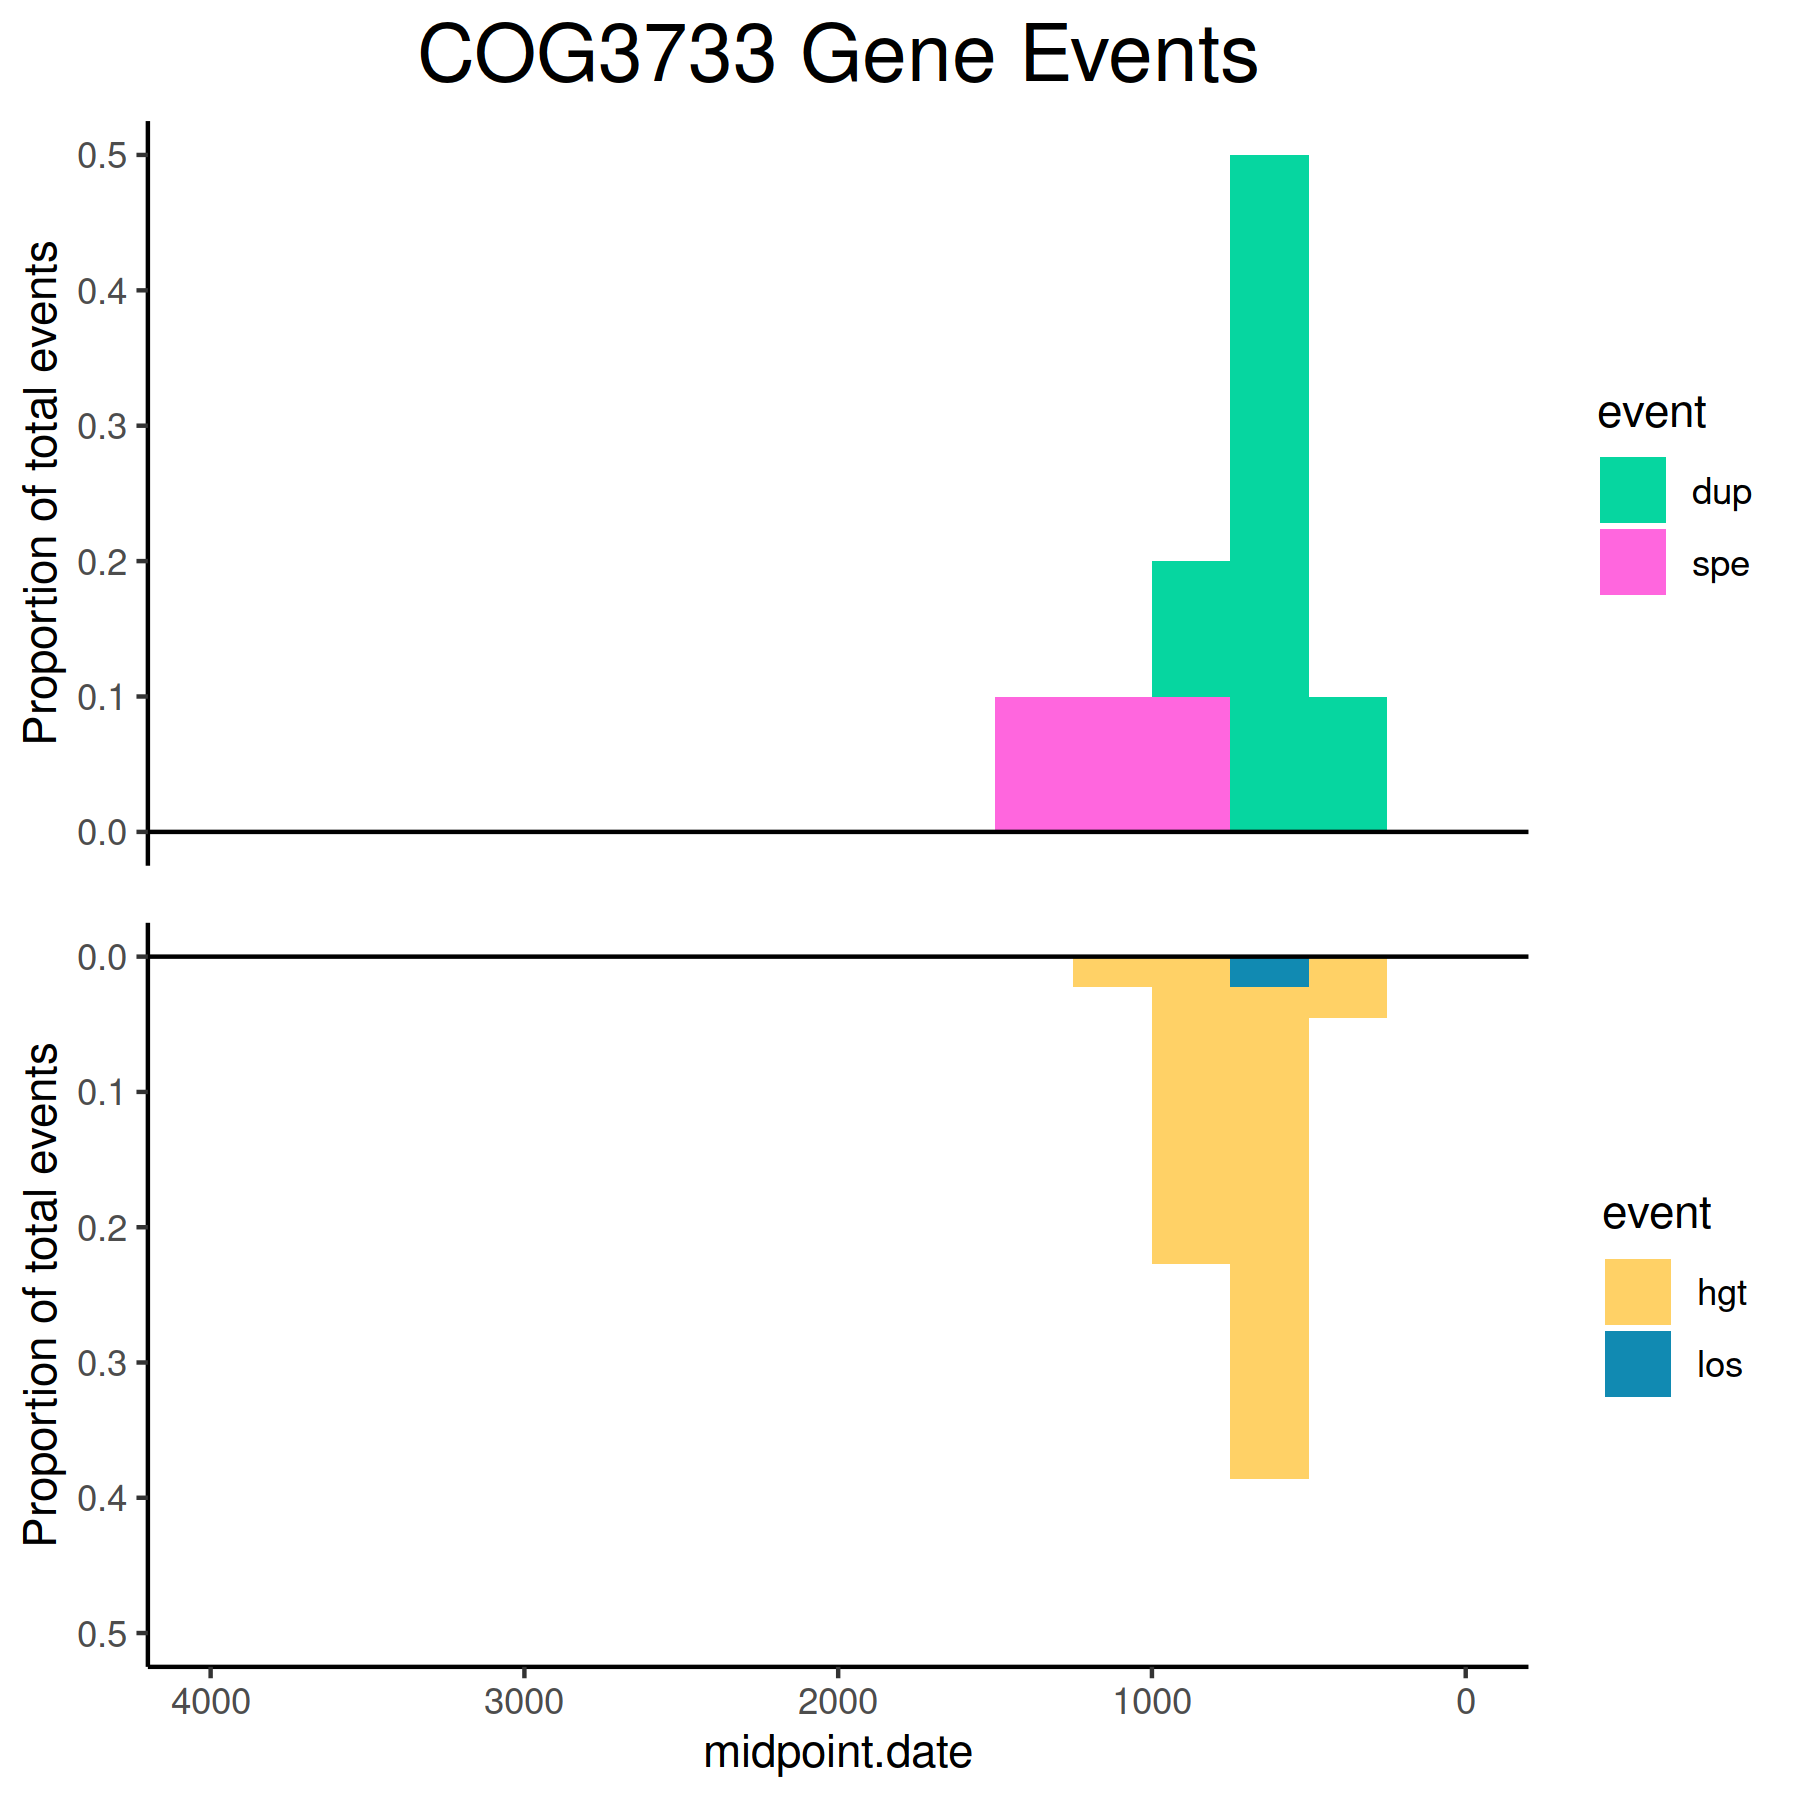 COG3733 Gene Events
Proportion of total events
0.5
0.4
0.3
0.2
0.1
0.0
event
dup
spe
Proportion of total events
0.0
0.1
0.2
0.3
0.4
0.5
event
hgt
los
4000 3000 2000 1000 0
midpoint.date